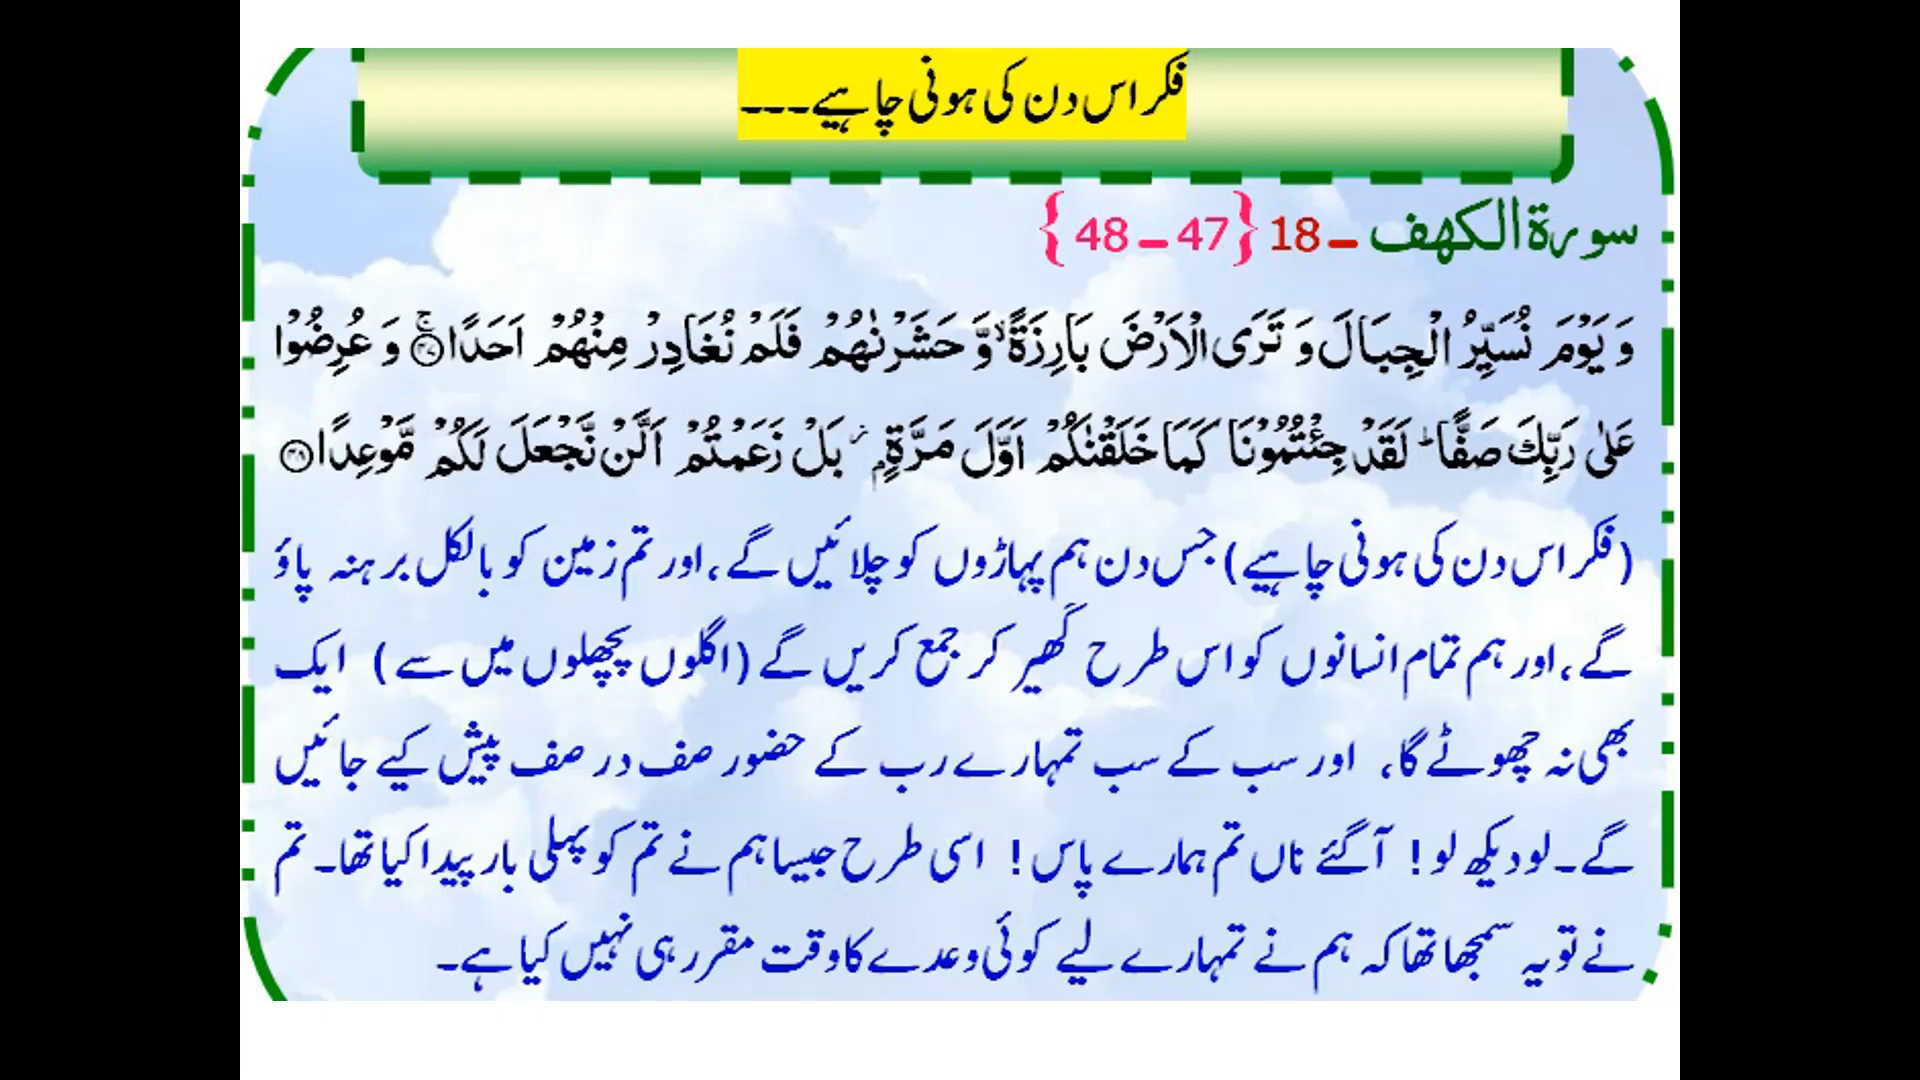 فکر اس دن کی ہونی چاہیے۔۔۔
سورۃ الکہف ۔ 18 {47 ۔ 48}
وَ یَوْمَ نُسَیِّرُ الْجِبَالَ وَ تَرَی الْاَرْضَ بَارِزَۃً ۙ وَّ حَشَرْنٰہُمْ فَلَمْ نُغَادِرْ مِنْہُمْ اَحَدًا ﴿ۚ۴۷﴾ وَ عُرِضُوْا
عَلٰی رَبِّکَ صَفًّا ؕ لَقَدْ جِئْتُمُوْنَا کَمَا خَلَقْنٰکُمْ اَوَّلَ مَرَّۃٍۭ ۫ بَلْ زَعَمْتُمْ اَلَّنْ نَّجْعَلَ لَکُمْ مَّوْعِدًا ﴿۴۸﴾
(فکر اس دن کی ہونی چاہیے) جس دن ہم پہاڑوں کو چلائیں گے، اور تم زمین کو بالکل برہنہ پاؤ
گے، اور ہم تمام انسانوں کو اس طرح گھیر کر جمع کریں گے (اگلوں پچھلوں میں سے) ایک
بھی نہ چھوٹے گا، اور سب کے سب تمہارے رب کے حضور صف در صف پیش کیے جائیں
گے۔ لو دیکھ لو! آگئے ناں تم ہمارے پاس! اسی طرح جیسا ہم نے تم کو پہلی بار پیدا کیا تھا۔ تم
نے تو یہ سمجھا تھا کہ ہم نے تمہارے لیے کوئی وعدے کا وقت مقرر ہی نہیں کیا ہے۔